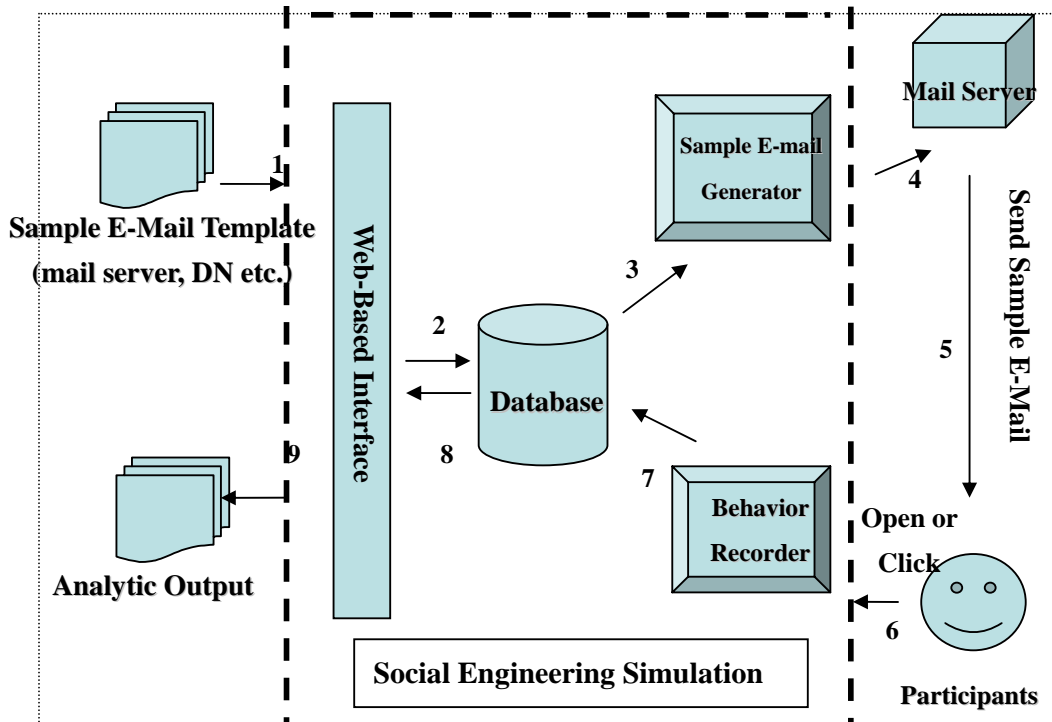 Mail Server
1
Sample E-mail
Generator
4
Sample E-Mail Template
(mail server, DN etc.)
Web-Based Interface
3
Send Sample E-Mail
2
5
Database
9
8
7
Behavior
Recorder
Open or
Click
Analytic Output
6
Social Engineering Simulation
Participants